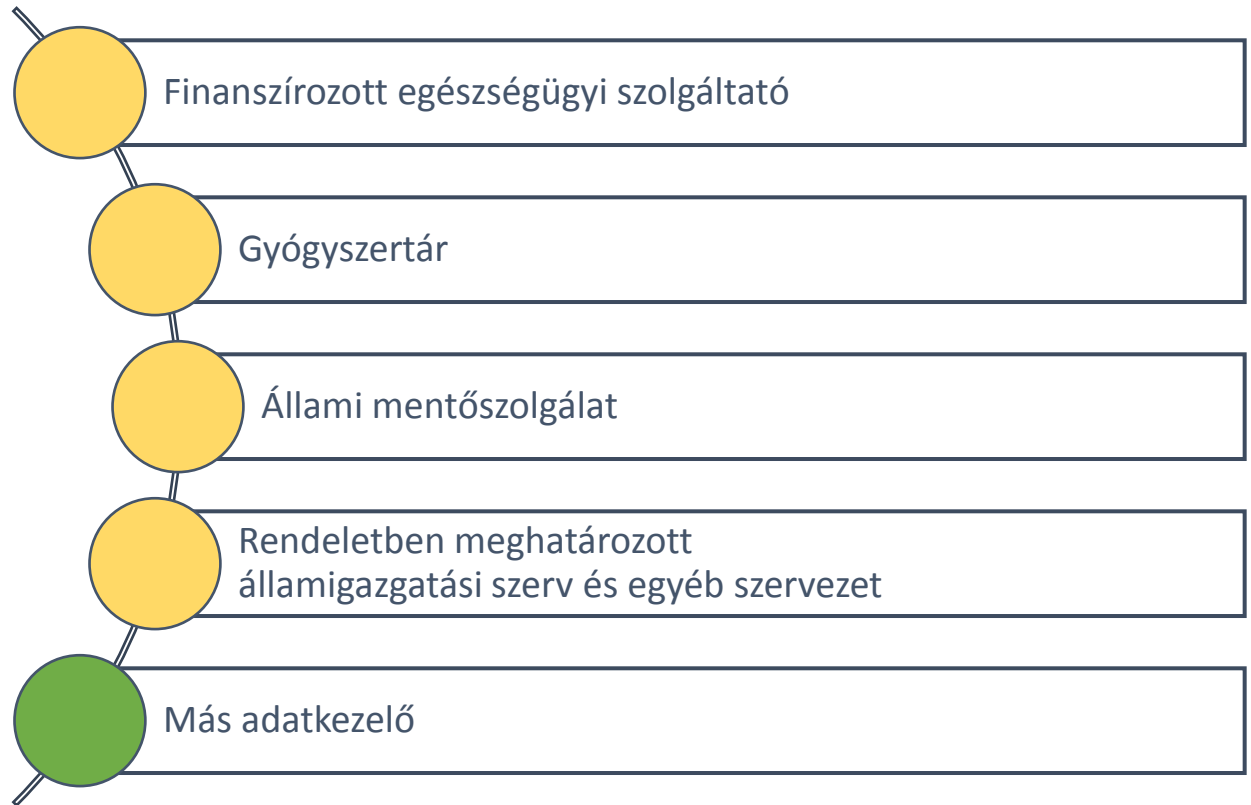 Finanszírozott egészségügyi szolgáltató
Gyógyszertár
Állami mentőszolgálat
Rendeletben meghatározott
államigazgatási szerv és egyéb szervezet
Más adatkezelő